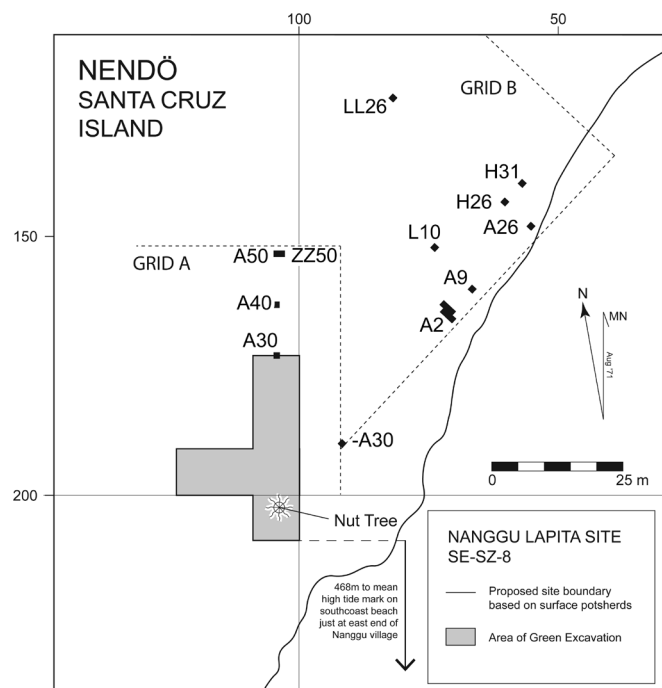 100
50
NENDÖ
SANTA CRUZ
ISLAND
GRID B
LL26
H31
H26
A26
L10
150
GRID A
A50
ZZ50
A9
A40
A2
A30
N
MN
Aug '71
-A30
0
25 m
200
Nut Tree
NANGGU LAPITA SITE
SE-SZ-8
468m to mean
high tide mark on
southcoast beach
just at east end of
Nanggu village
Proposed site boundary
based on surface potsherds
Area of Green Excavation